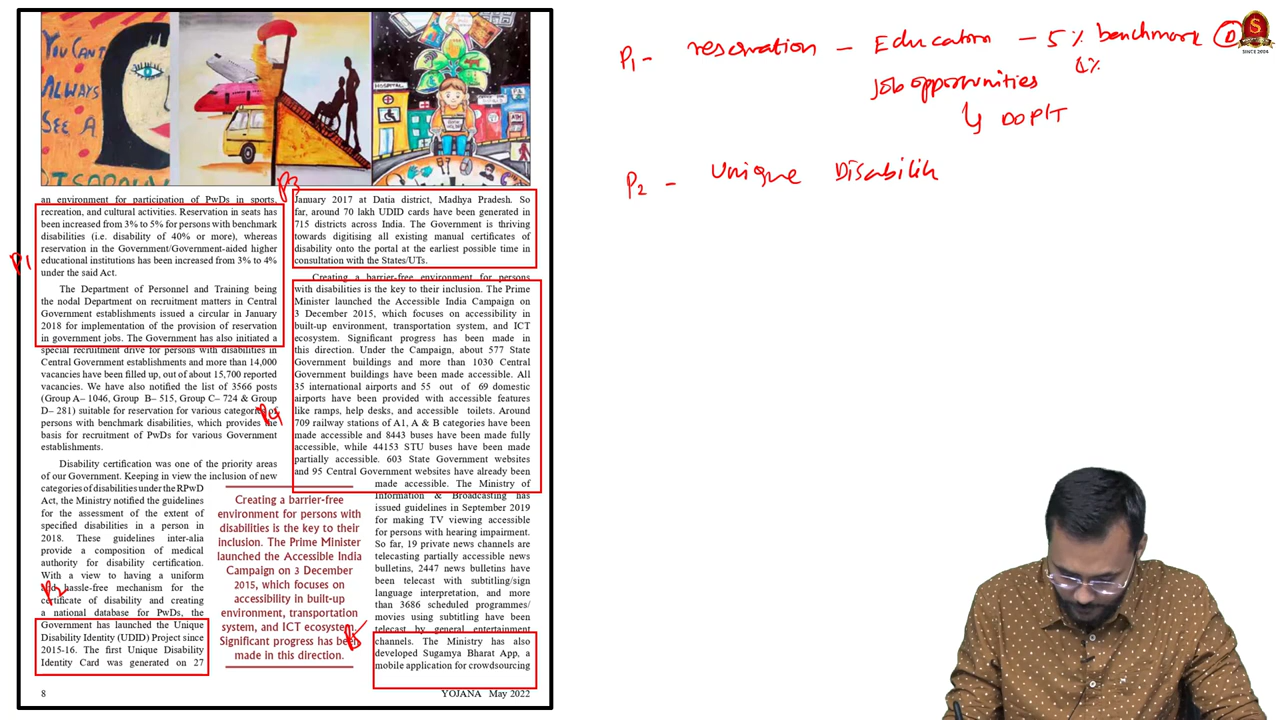 YOU CAN'T
ALWAYS
SEE A
DISABILITY
HOSPITAL
ATM
an environment for participation of PwDs in sports,
recreation, and cultural activities. Reservation in seats has
been increased from 3% to 5% for persons with benchmark
disabilities (i.e. disability of 40% or more), whereas
reservation in the Government/Government-aided higher
educational institutions has been increased from 3% to 4%
under the said Act.
The Department of Personnel and Training being
the nodal Department on recruitment matters in Central
Government establishments issued a circular in January
2018 for implementation of the provision of reservation
in government jobs. The Government has also initiated a
special recruitment drive for persons with disabilities in
Central Government establishments and more than 14,000
vacancies have been filled up, out of about 15,700 reported
vacancies. We have also notified the list of 3566 posts
(Group A– 1046, Group B– 515, Group C– 724 & Group
D– 281) suitable for reservation for various categories of
persons with benchmark disabilities, which provides the
basis for recruitment of PwDs for various Government
establishments.
Disability certification was one of the priority areas
of our Government. Keeping in view the inclusion of new
categories of disabilities under the RPwD
Act, the Ministry notified the guidelines
for the assessment of the extent of
specified disabilities in a person in
2018. These guidelines inter-alia
provide a composition of medical
authority for disability certification.
With a view to having a uniform
and hassle-free mechanism for the
certificate of disability and creating
a national database for PwDs, the
Government has launched the Unique
Disability Identity (UDID) Project since
2015-16. The first Unique Disability
Identity Card was generated on 27
Creating a barrier-free
environment for persons with
disabilities is the key to their
inclusion. The Prime Minister
launched the Accessible India
Campaign on 3 December
2015, which focuses on
accessibility in built-up
environment, transportation
system, and ICT ecosystem.
Significant progress has been
made in this direction.
January 2017 at Datia district, Madhya Pradesh. So
far, around 70 lakh UDID cards have been generated in
715 districts across India. The Government is thriving
towards digitising all existing manual certificates of
disability onto the portal at the earliest possible time in
consultation with the States/UTs.
Creating a barrier-free environment for persons
with disabilities is the key to their inclusion. The Prime
Minister launched the Accessible India Campaign on
3 December 2015, which focuses on accessibility in
built-up environment, transportation system, and ICT
ecosystem. Significant progress has been made in
this direction. Under the Campaign, about 577 State
Government buildings and more than 1030 Central
Government buildings have been made accessible. All
35 international airports and 55 out of 69 domestic
airports have been provided with accessible features
like ramps, help desks, and accessible toilets. Around
709 railway stations of A1, A & B categories have been
made accessible and 8443 buses have been made fully
accessible, while 44153 STU buses have been made
partially accessible. 603 State Government websites
and 95 Central Government websites have already been
made accessible. The Ministry of
Information & Broadcasting has
issued guidelines in September 2019
for making TV viewing accessible
for persons with hearing impairment.
So far, 19 private news channels are
telecasting partially accessible news
bulletins, 2447 news bulletins have
been telecast with subtitling/sign
language interpretation, and more
than 3686 scheduled programmes/
movies using subtitling have been
telecast by general entertainment
channels. The Ministry has also
developed Sugamya Bharat App, a
mobile application for crowdsourcing
8
YOJANA May 2022
P1
P2
P3
P4
P5
P1 - reservation - Education - 5% benchmark D
4%
Job opportunities
DOP/T
P2 - Unique Disabilit
S
SINCE 2004